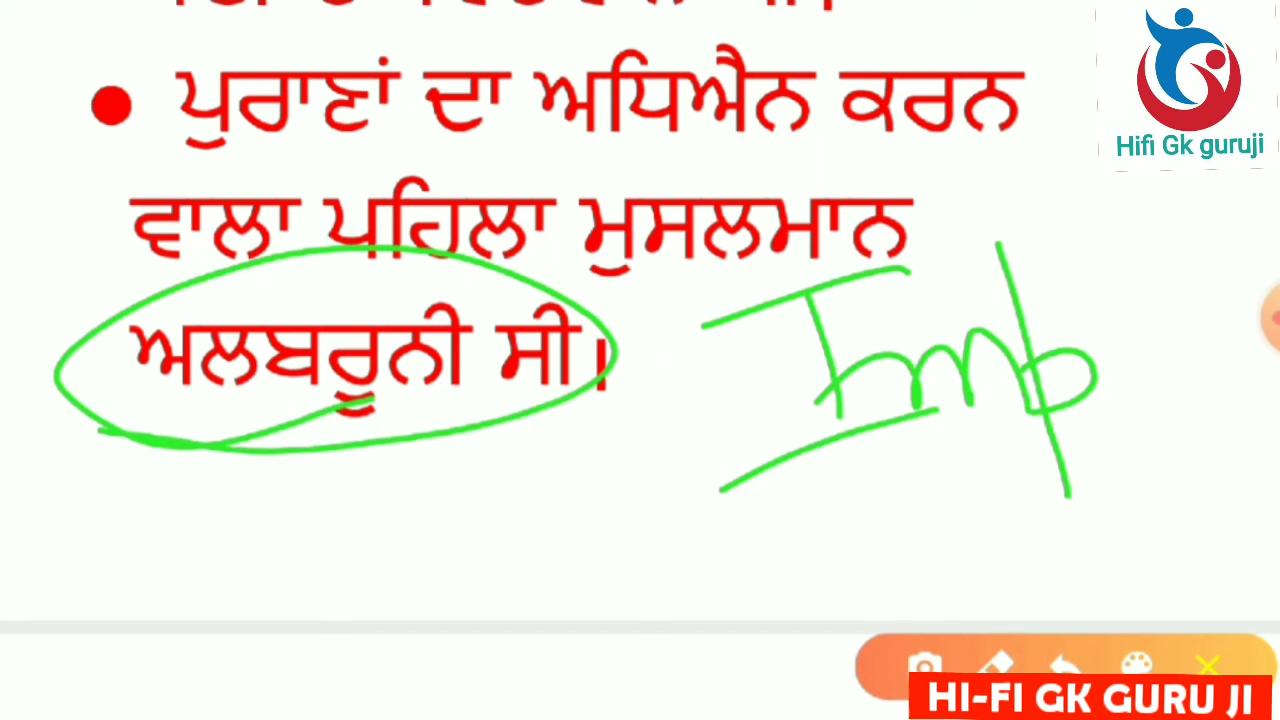 ● ਪੁਰਾਣਾਂ ਦਾ ਅਧਿਐਨ ਕਰਨ
ਵਾਲਾ ਪਹਿਲਾ ਮੁਸਲਮਾਨ
ਅਲਬਰੂਨੀ ਸੀ।
Imp
Hifi Gk guruji
HI-FI GK GURU JI